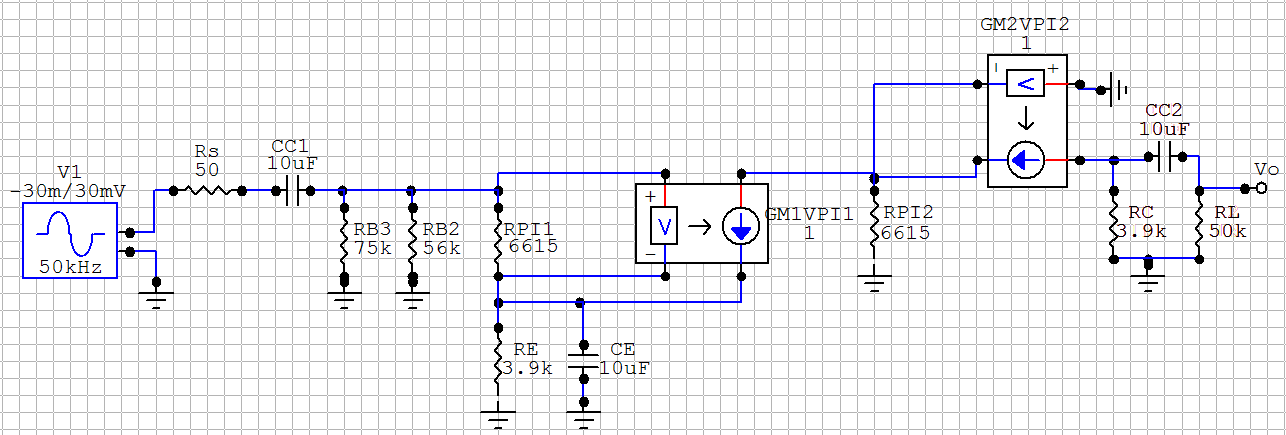 GM2VPI2
1
- +
<
CC2
10uF
Vo
V1
-30m/30mV
50kHz
Rs
50
CC1
10uF
RB3
75k
RB2
56k
RPI1
6615
+
V
-
GM1VPI1
1
RPI2
6615
RC
3.9k
RL
50k
RE
3.9k
CE
10uF